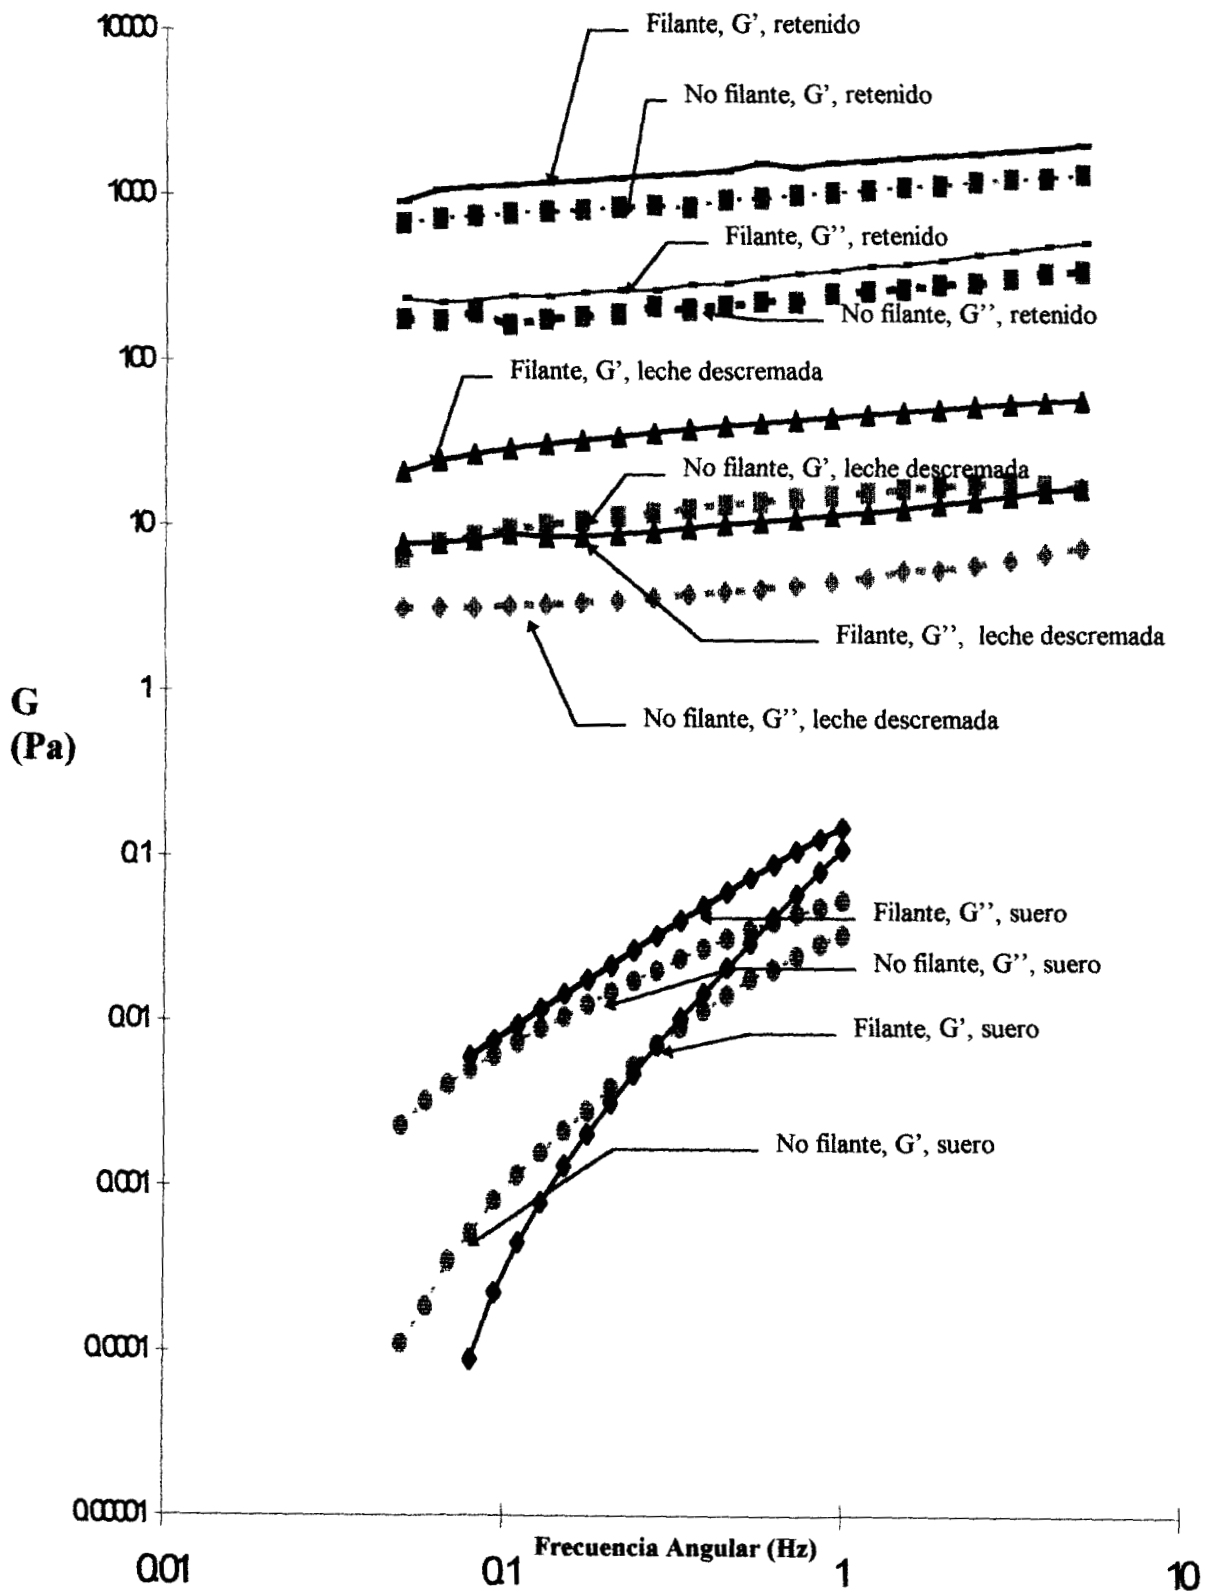 10000
Filante, G’, retenido
No filante, G’, retenido
1000
Filante, G’’, retenido
No filante, G’’, retenido
100
Filante, G’, leche descremada
No filante, G’, leche descremada
10
Filante, G’’, leche descremada
1
G
(Pa)
No filante, G’’, leche descremada
0.1
Filante, G’’, suero
No filante, G’’, suero
0.01
Filante, G’, suero
No filante, G’, suero
0.001
0.0001
0.00001
0.01
0.1
Frecuencia Angular (Hz)
1
10